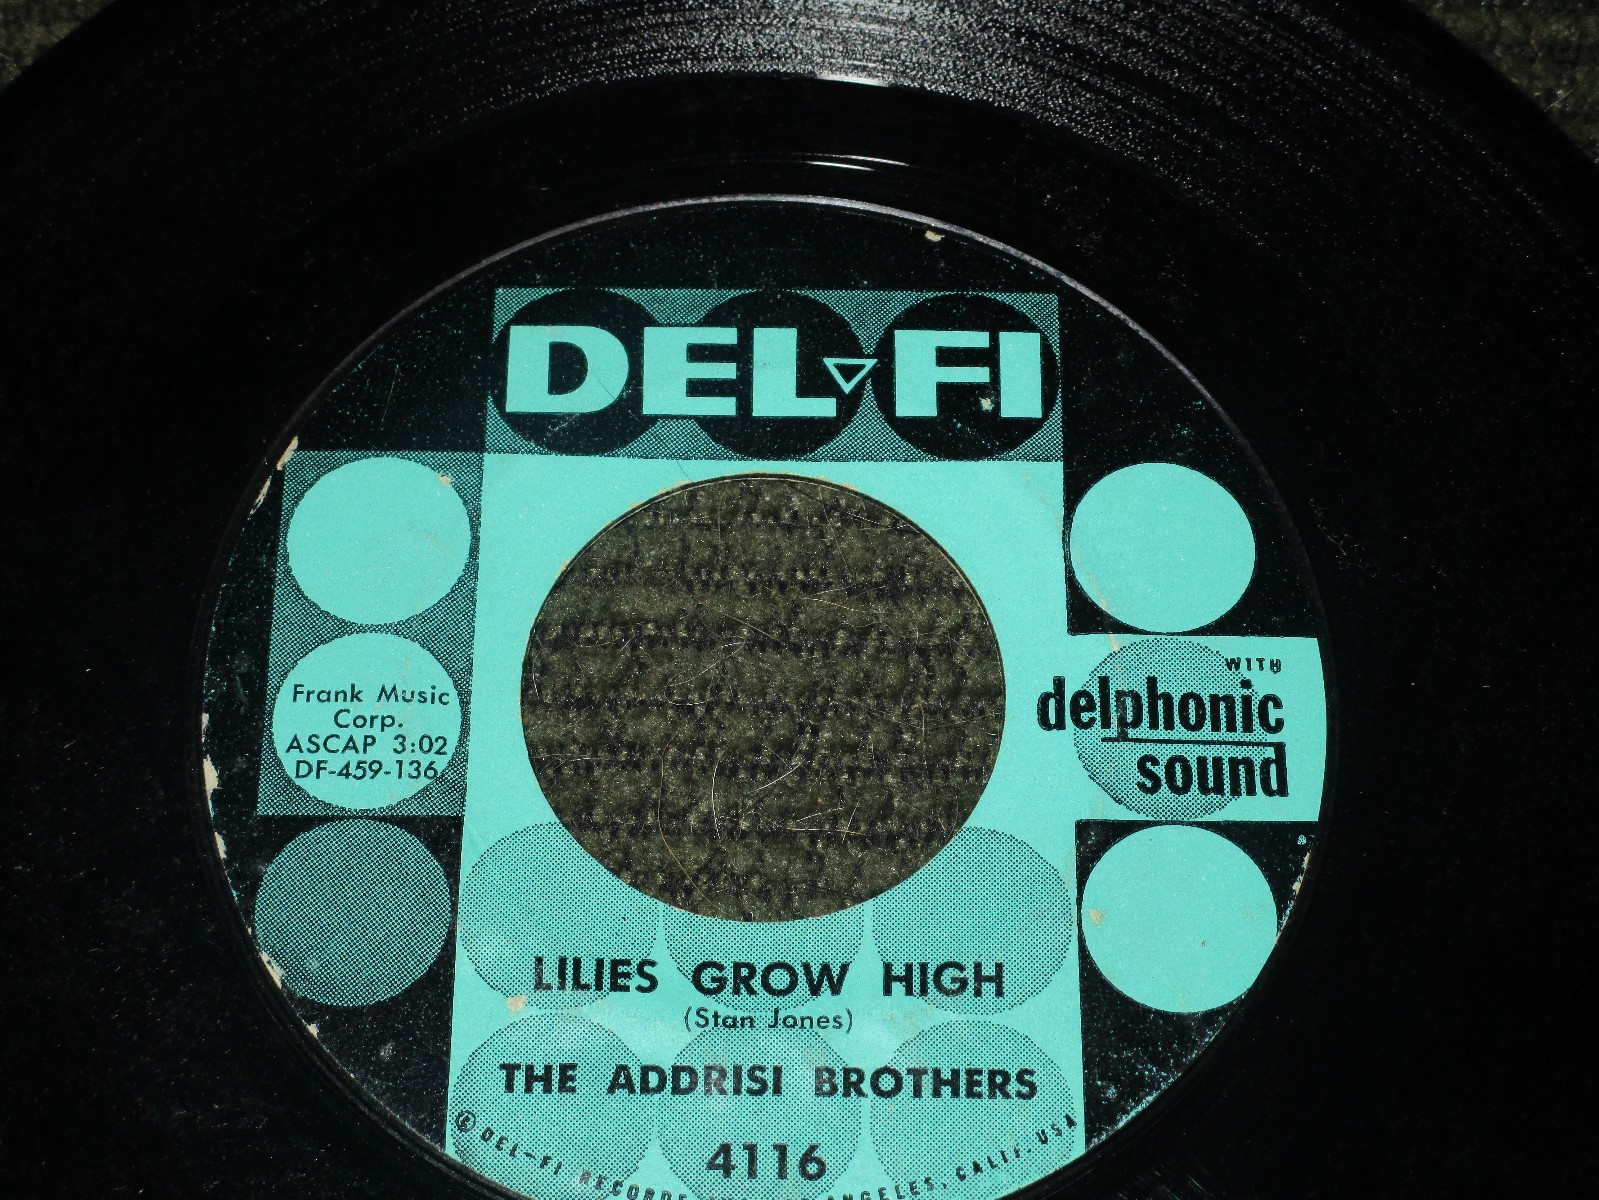 DEL-FI
WITH
delphonic
sound
Frank Music
Corp.
ASCAP 3:02
DF-459-136
LILIES GROW HIGH
(Stan Jones)
THE ADDRISI BROTHERS
4116
© DEL-FI RECORDS ANGELES, CALIF. USA